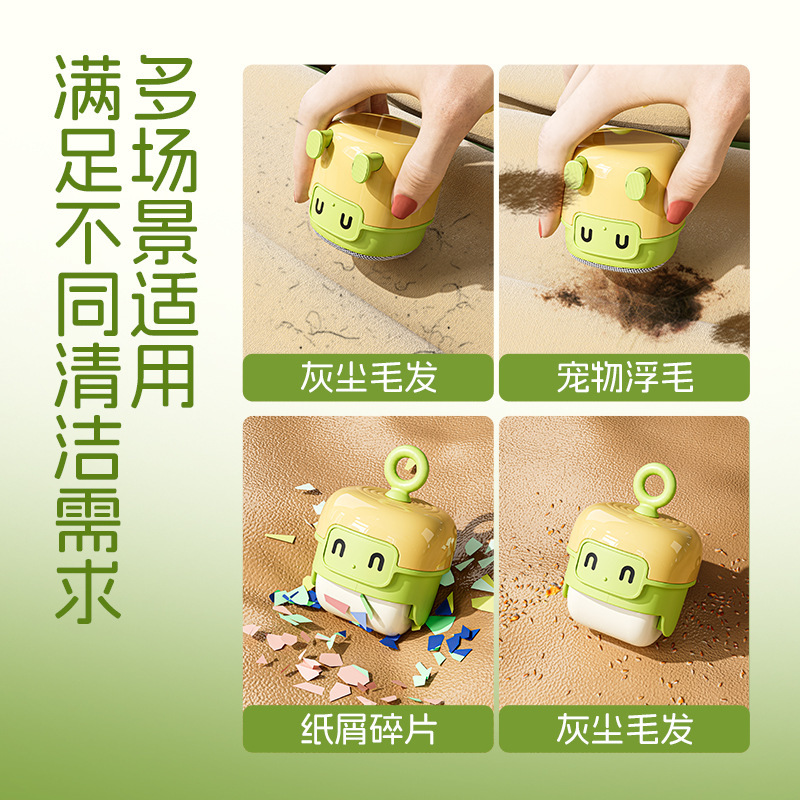 多场景适用
满足不同清洁需求
灰尘毛发
宠物浮毛
纸屑碎片
灰尘毛发